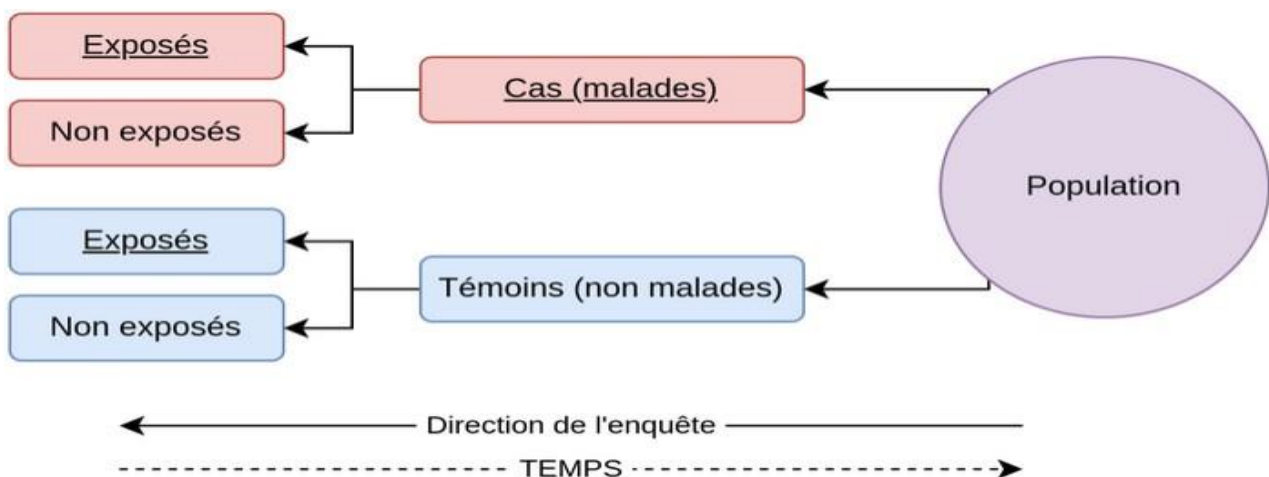 Exposés
Non exposés
Cas (malades)
Population
Exposés
Non exposés
Témoins (non malades)
Direction de l'enquête
TEMPS